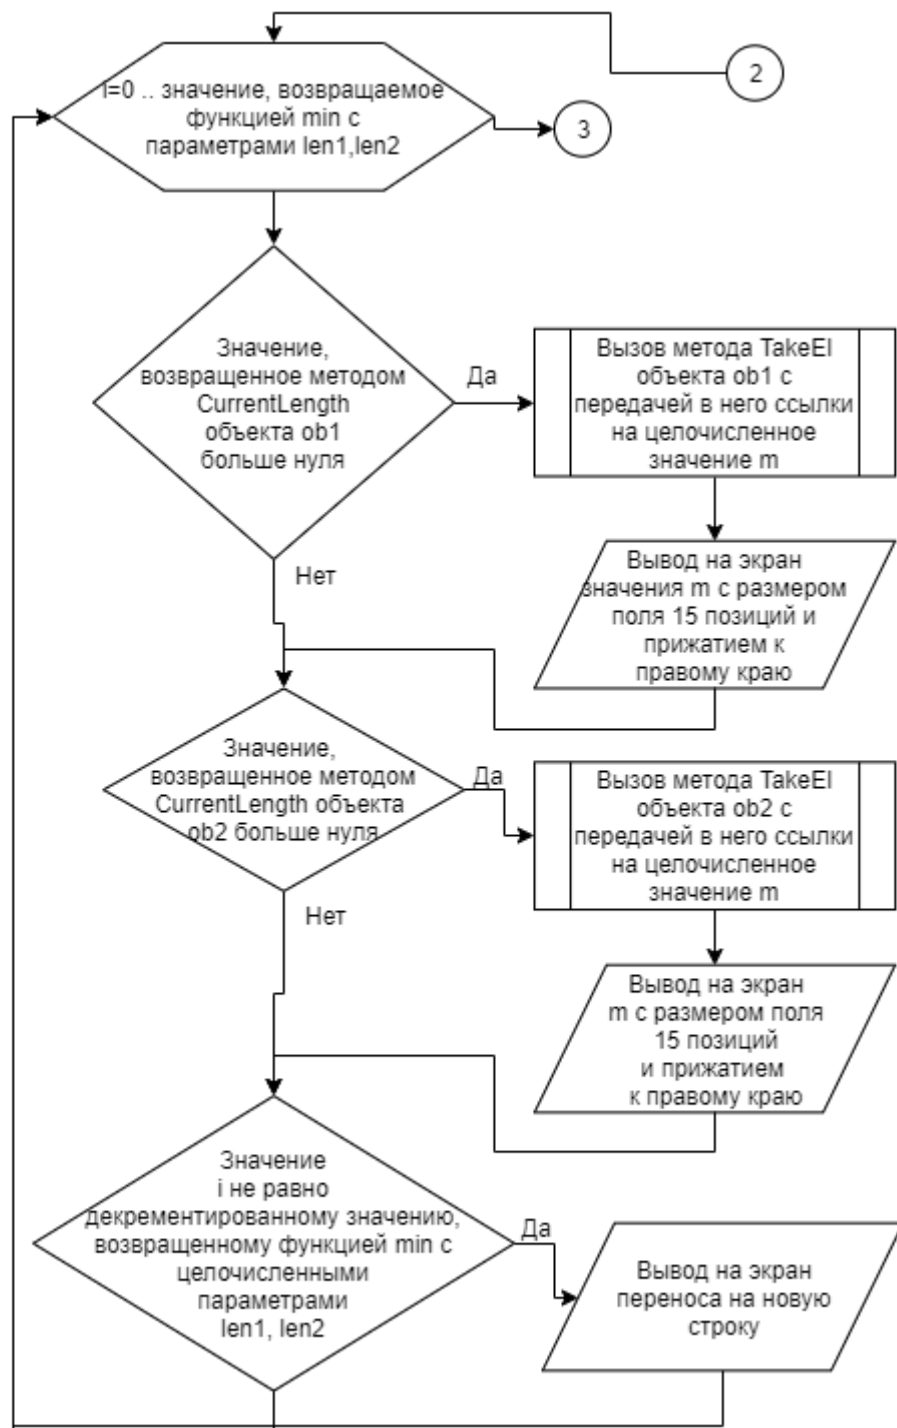 2
i=0 .. значение, возвращаемое
функцией min с
параметрами len1,len2
3
Значение,
возвращенное методом
CurrentLength
объекта ob1
больше нуля
Да
Вызов метода TakeEl
объекта ob1 с
передачей в него ссылки
на целочисленное
значение m
Нет
Вывод на экран
значения m с размером
поля 15 позиций и
прижатием к
правому краю
Значение,
возвращенное методом
CurrentLength объекта
ob2 больше нуля
Да
Вызов метода TakeEl
объекта ob2 с
передачей в него ссылки
на целочисленное
значение m
Нет
Вывод на экран
m с размером поля
15 позиций
и прижатием
к правому краю
Значение
i не равно
декрементированному значению,
возвращенному функцией min с
целочисленными
параметрами
len1, len2
Да
Вывод на экран
переноса на новую
строку